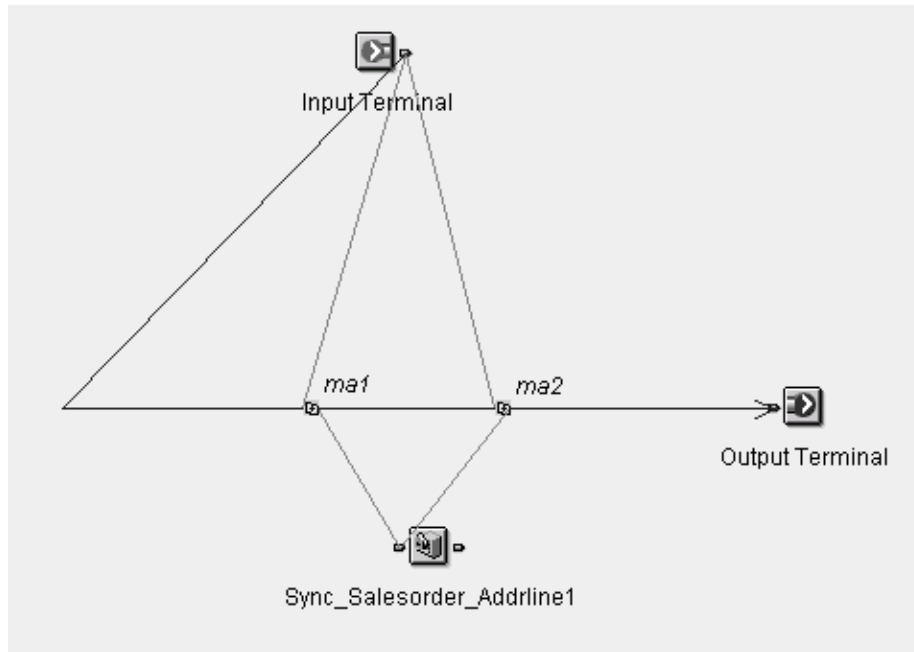 Input Terminal
ma1
ma2
Output Terminal
Sync_Salesorder_Addrline1